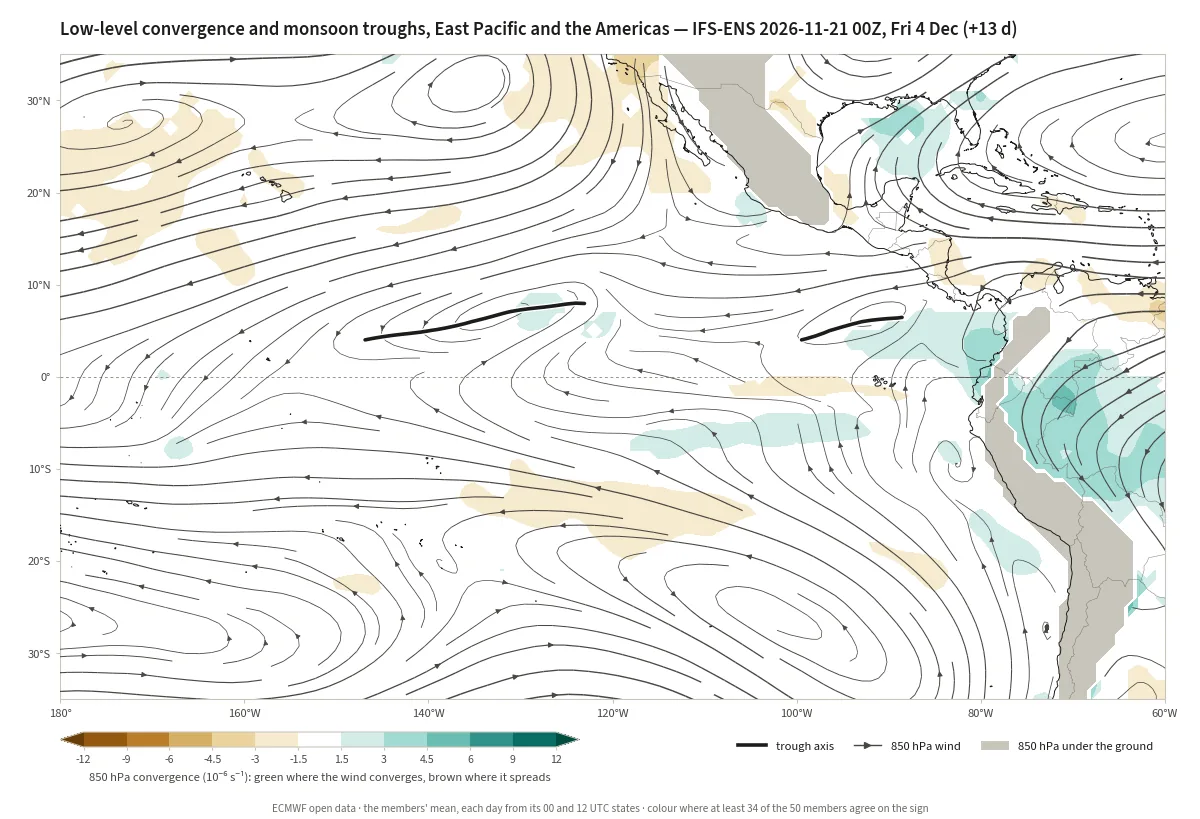 Low-level convergence and monsoon troughs, East Pacific and the Americas — IFS-ENS 2026-11-21 00Z, Fri 4 Dec (+13 d)
30°N
20°N
10°N
0°
10°S
20°S
30°S
180° 160°W 140°W 120°W 100°W 80°W 60°W
-12 -9 -6 -4.5 -3 -1.5 1.5 3 4.5 6 9 12
850 hPa convergence (10⁻⁶ s⁻¹): green where the wind converges, brown where it spreads
trough axis 850 hPa wind 850 hPa under the ground
ECMWF open data · the members' mean, each day from its 00 and 12 UTC states · colour where at least 34 of the 50 members agree on the sign